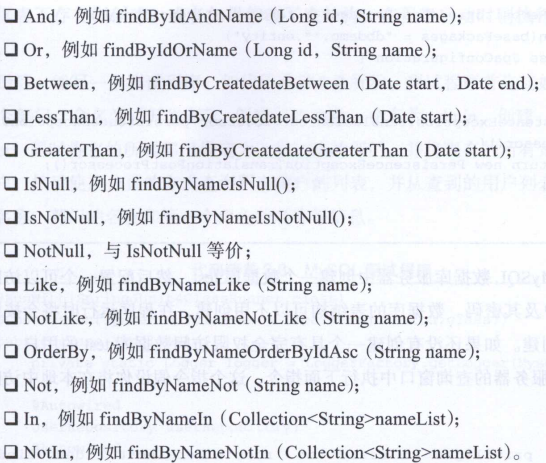 ❑ And，例如 findByIdAndName（Long id，String name）;
❑ Or，例如 findByIdOrName（Long id，String name）;
❑ Between，例如 findByCreatedateBetween（Date start，Date end）;
❑ LessThan，例如 findByCreatedateLessThan（Date start）;
❑ GreaterThan，例如 findByCreatedateGreaterThan（Date start）;
❑ IsNull，例如 findByNameIsNull();
❑ IsNotNull，例如 findByNameIsNotNull();
❑ NotNull，与 IsNotNull 等价;
❑ Like，例如 findByNameLike（String name）;
❑ NotLike，例如 findByNameNotLike（String name）;
❑ OrderBy，例如 findByNameOrderByIdAsc（String name）;
❑ Not，例如 findByNameNot（String name）;
❑ In，例如 findByNameIn（Collection<String>nameList）;
❑ NotIn，例如 findByNameNotIn（Collection<String>nameList）。